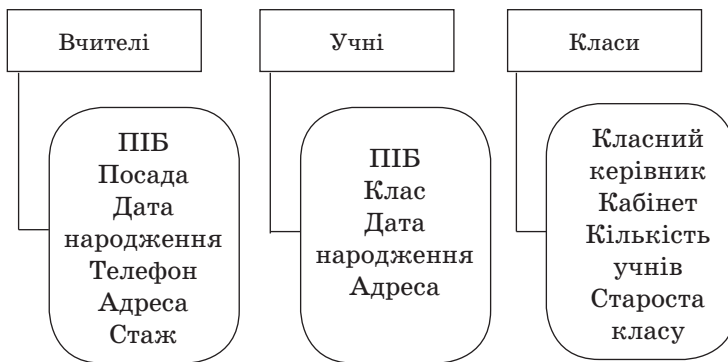 Вчителі
ПІБ
Посада
Дата
народження
Телефон
Адреса
Стаж
Учні
ПІБ
Клас
Дата
народження
Адреса
Класи
Класний
керівник
Кабінет
Кількість
учнів
Староста
класу